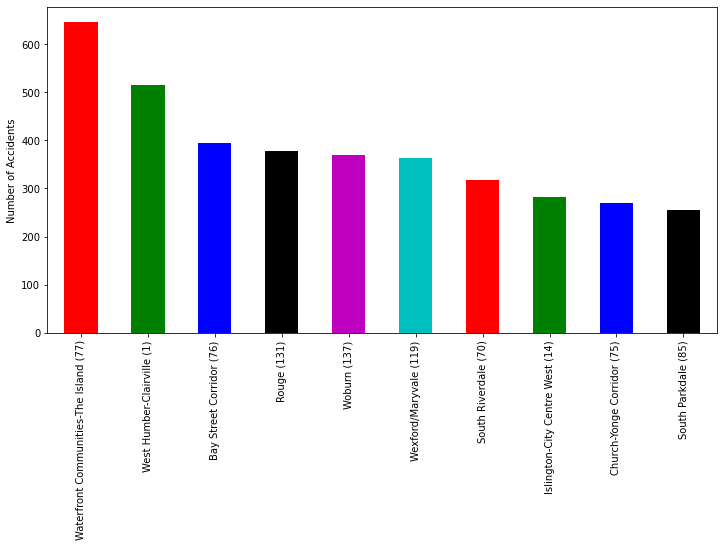 600
500
400
300
200
100
0
Number of Accidents
Waterfront Communities-The Island (77)
West Humber-Clairville (1)
Bay Street Corridor (76)
Rouge (131)
Woburn (137)
Wexford/Maryvale (119)
South Riverdale (70)
Islington-City Centre West (14)
Church-Yonge Corridor (75)
South Parkdale (85)